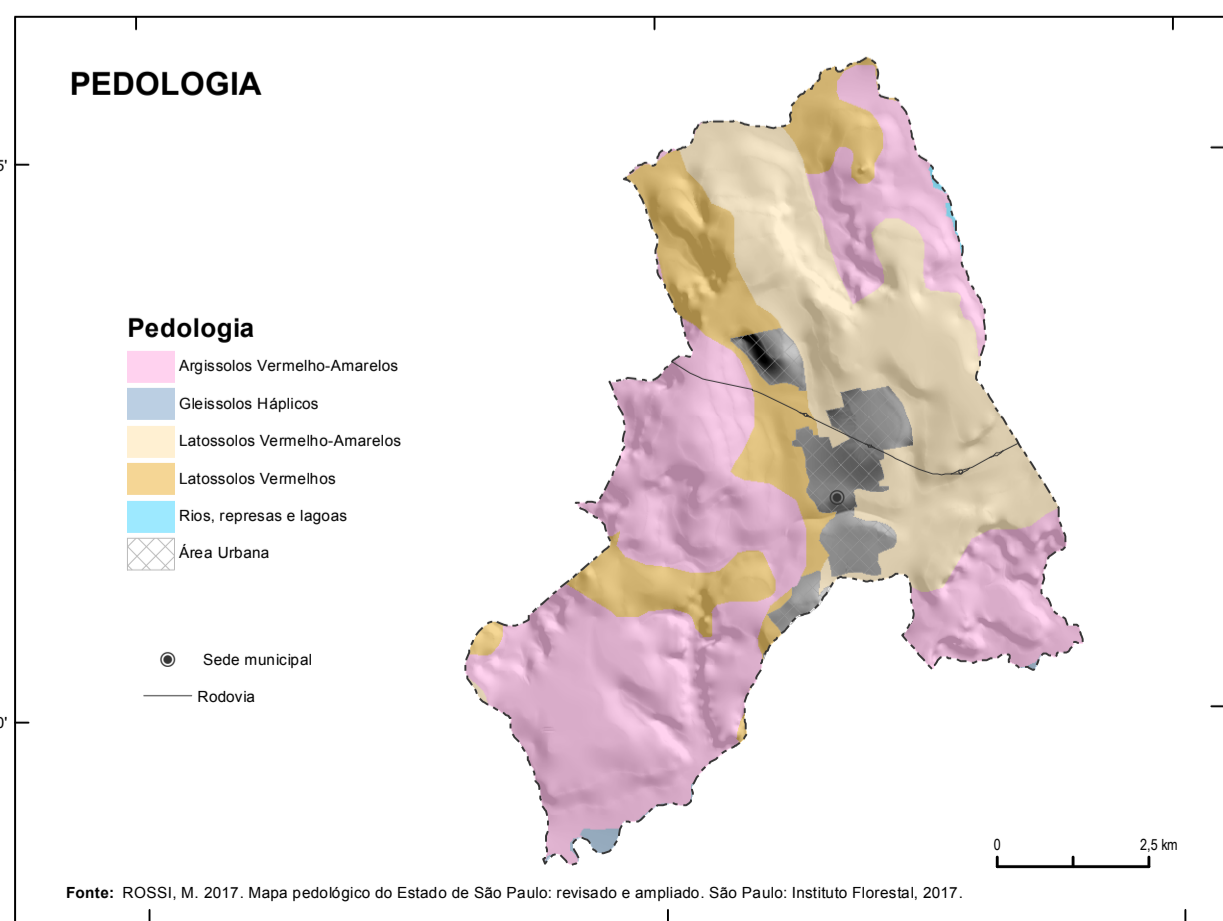 PEDOLOGIA
5'
Pedologia
Argissolos Vermelho-Amarelos
Gleissolos Háplicos
Latossolos Vermelho-Amarelos
Latossolos Vermelhos
Rios, represas e lagoas
Área Urbana
Sede municipal
Rodovia
0'
0 2,5 km
Fonte: ROSSI, M. 2017. Mapa pedológico do Estado de São Paulo: revisado e ampliado. São Paulo: Instituto Florestal, 2017.